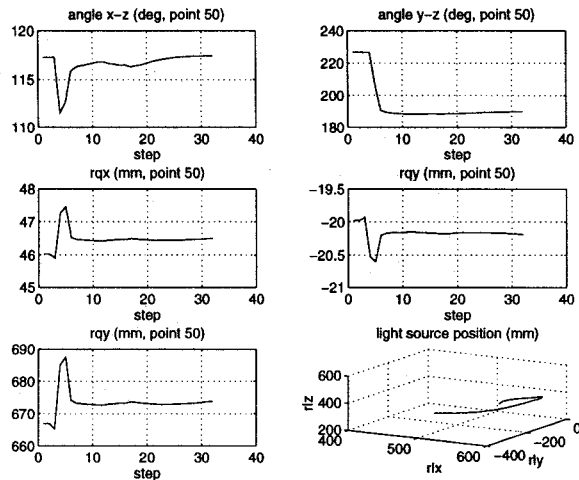 angle x-z (deg, point 50)
120
115
110
0 10 20 30 40
step
angle y-z (deg, point 50)
240
220
200
180
0 10 20 30 40
step
rqx (mm, point 50)
48
47
46
45
0 10 20 30 40
step
rqy (mm, point 50)
-19.5
-20
-20.5
-21
0 10 20 30 40
step
rqy (mm, point 50)
690
680
670
660
0 10 20 30 40
step
light source position (mm)
600
400
200
rlz
400 500 600
rlx
-400 -200 0
rly